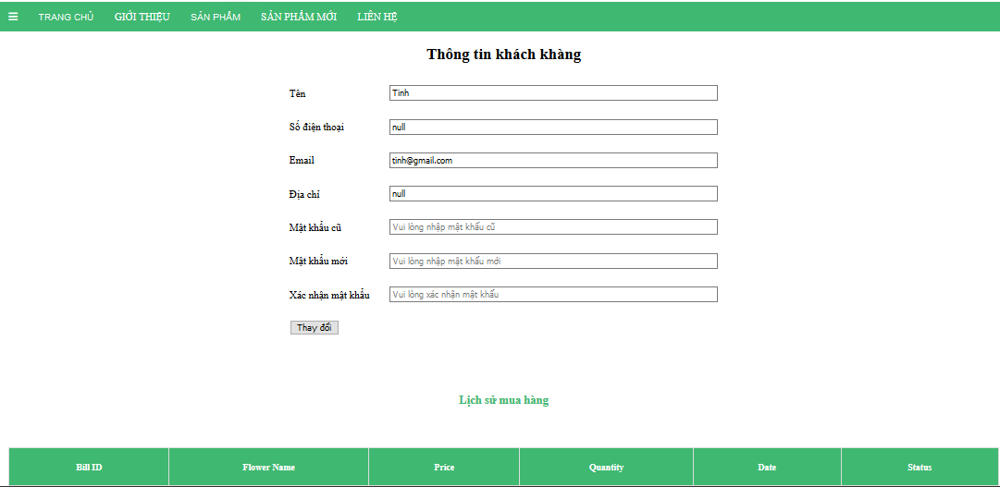 TRANG CHỦ GIỚI THIỆU SẢN PHẨM SẢN PHẨM MỚI LIÊN HỆ
Thông tin khách khàng
Tên Tinh
Số điện thoại null
Email tinh@gmail.com
Địa chỉ null
Mật khẩu cũ Vui lòng nhập mật khẩu cũ
Mật khẩu mới Vui lòng nhập mật khẩu mới
Xác nhận mật khẩu Vui lòng xác nhận mật khẩu
Thay đổi
Lịch sử mua hàng
Bill ID Flower Name Price Quantity Date Status